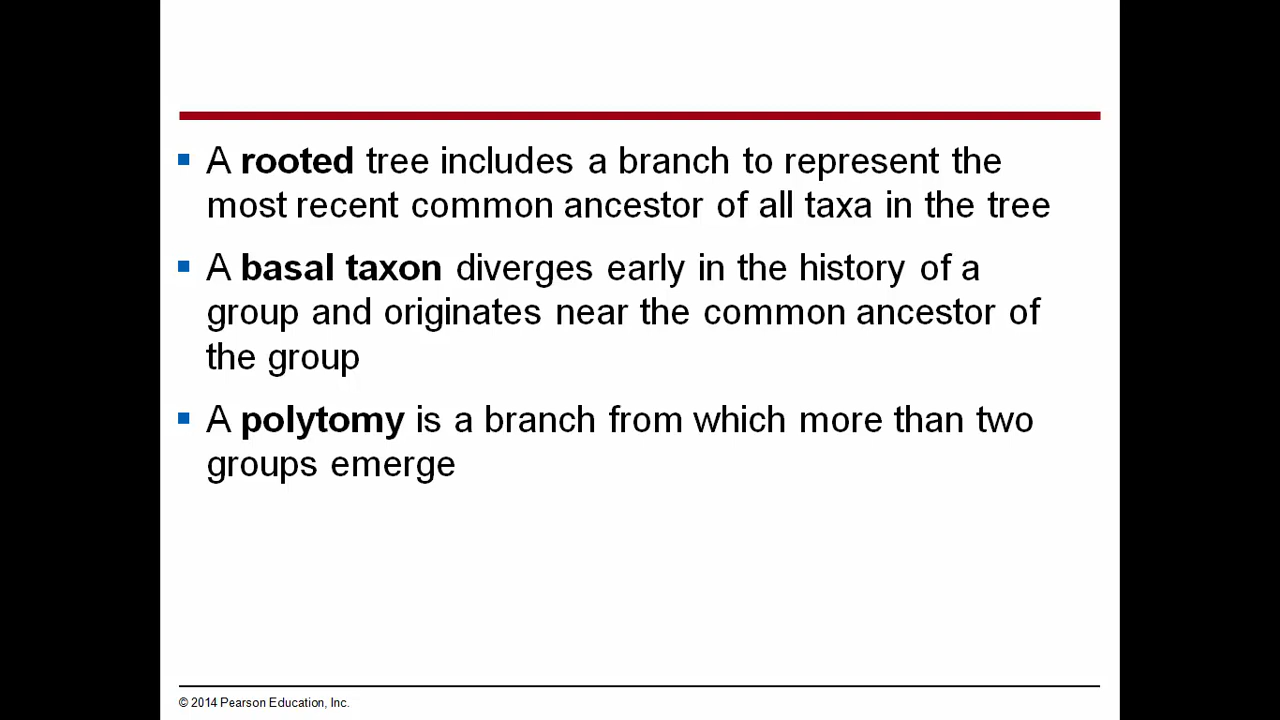 A rooted tree includes a branch to represent the
most recent common ancestor of all taxa in the tree
A basal taxon diverges early in the history of a
group and originates near the common ancestor of
the group
A polytomy is a branch from which more than two
groups emerge
© 2014 Pearson Education, Inc.